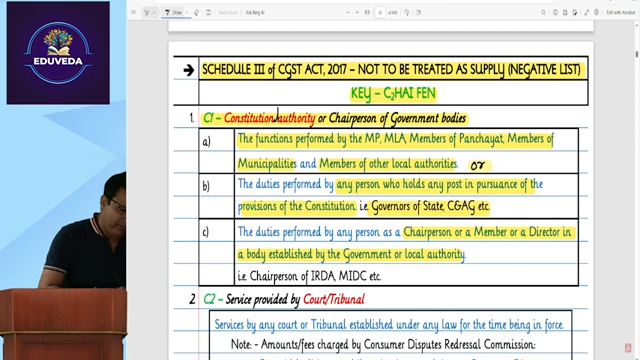 EDUVEDA
Read aloud
Ask Bing AI
Draw
Edit with Acrobat
→ SCHEDULE III of CGST ACT, 2017 – NOT TO BE TREATED AS SUPPLY (NEGATIVE LIST)
KEY – C2HAI FEN
1. C1 – Constitution authority or Chairperson of Government bodies
a) The functions performed by the MP, MLA, Members of Panchayat, Members of
Municipalities and Members of other local authorities. or
b) The duties performed by any person who holds any post in pursuance of the
provisions of the Constitution. i.e. Governors of State, C&AG etc.
c) The duties performed by any person as a Chairperson or a Member or a Director in
a body established by the Government or local authority.
i.e. Chairperson of IRDA, MIDC etc.
2 C2 – Service provided by Court/Tribunal
Services by any court or Tribunal established under any law for the time being in force.
Note: - Amounts/fees charged by Consumer Disputes Redressal Commission: